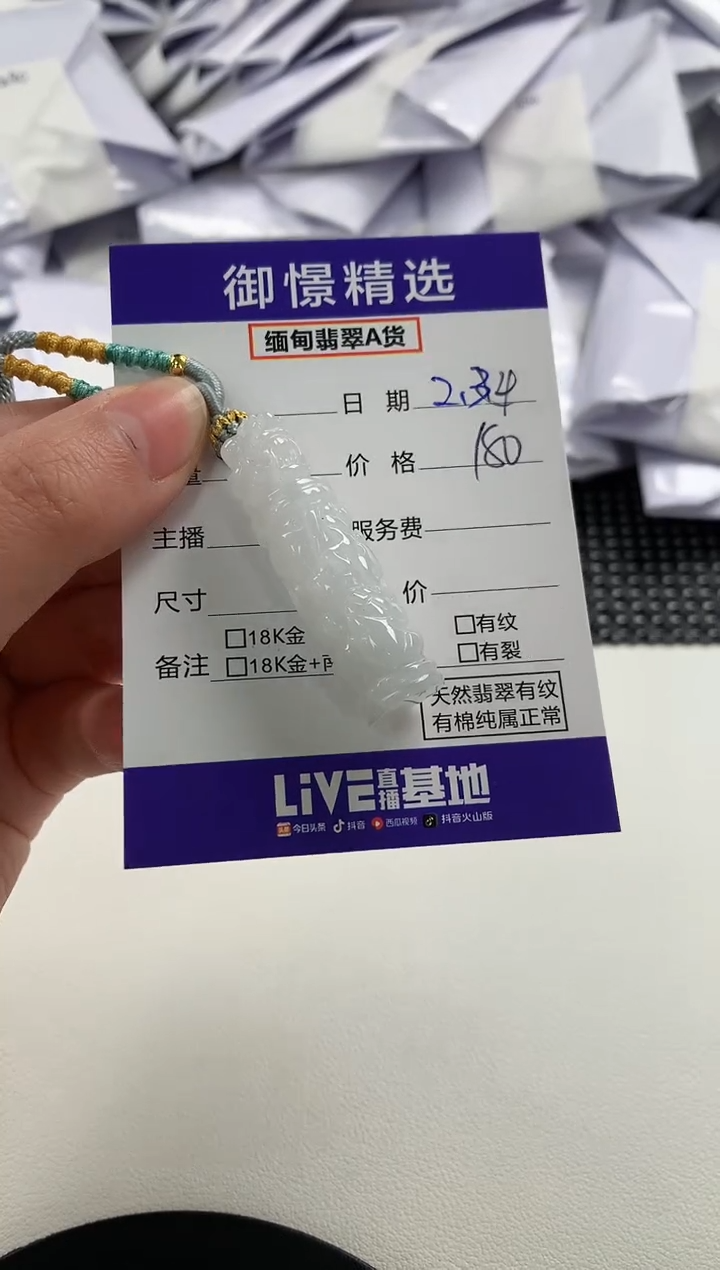 御憬精选
缅甸翡翠A货
日 期 2.
价 格 180
主播 服务费
尺寸 价
□18K金 □有纹
备注 □18K金+ □有裂
天然翡翠有纹
有棉纯属正常
LiVE直播基地
今日头条 抖音 西瓜视频 抖音火山版